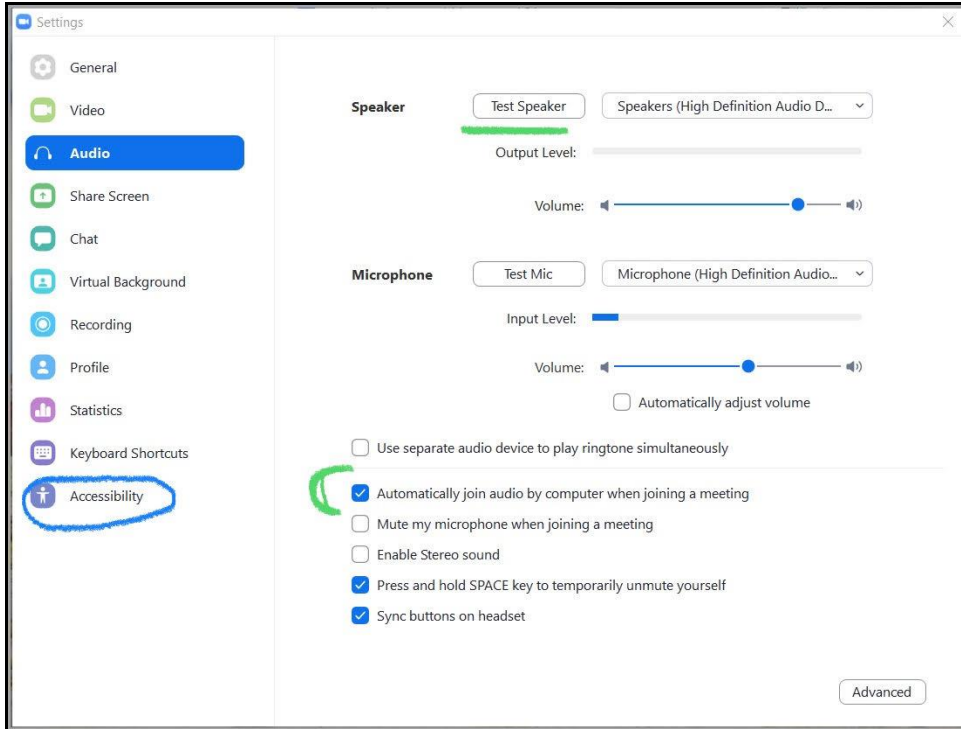 Settings
General
Video
Audio
Share Screen
Chat
Virtual Background
Recording
Profile
Statistics
Keyboard Shortcuts
Accessibility
Speaker Test Speaker Speakers (High Definition Audio D...
Output Level:
Volume:
Microphone Test Mic Microphone (High Definition Audio...
Input Level:
Volume:
Automatically adjust volume
Use separate audio device to play ringtone simultaneously
Automatically join audio by computer when joining a meeting
Mute my microphone when joining a meeting
Enable Stereo sound
Press and hold SPACE key to temporarily unmute yourself
Sync buttons on headset
Advanced